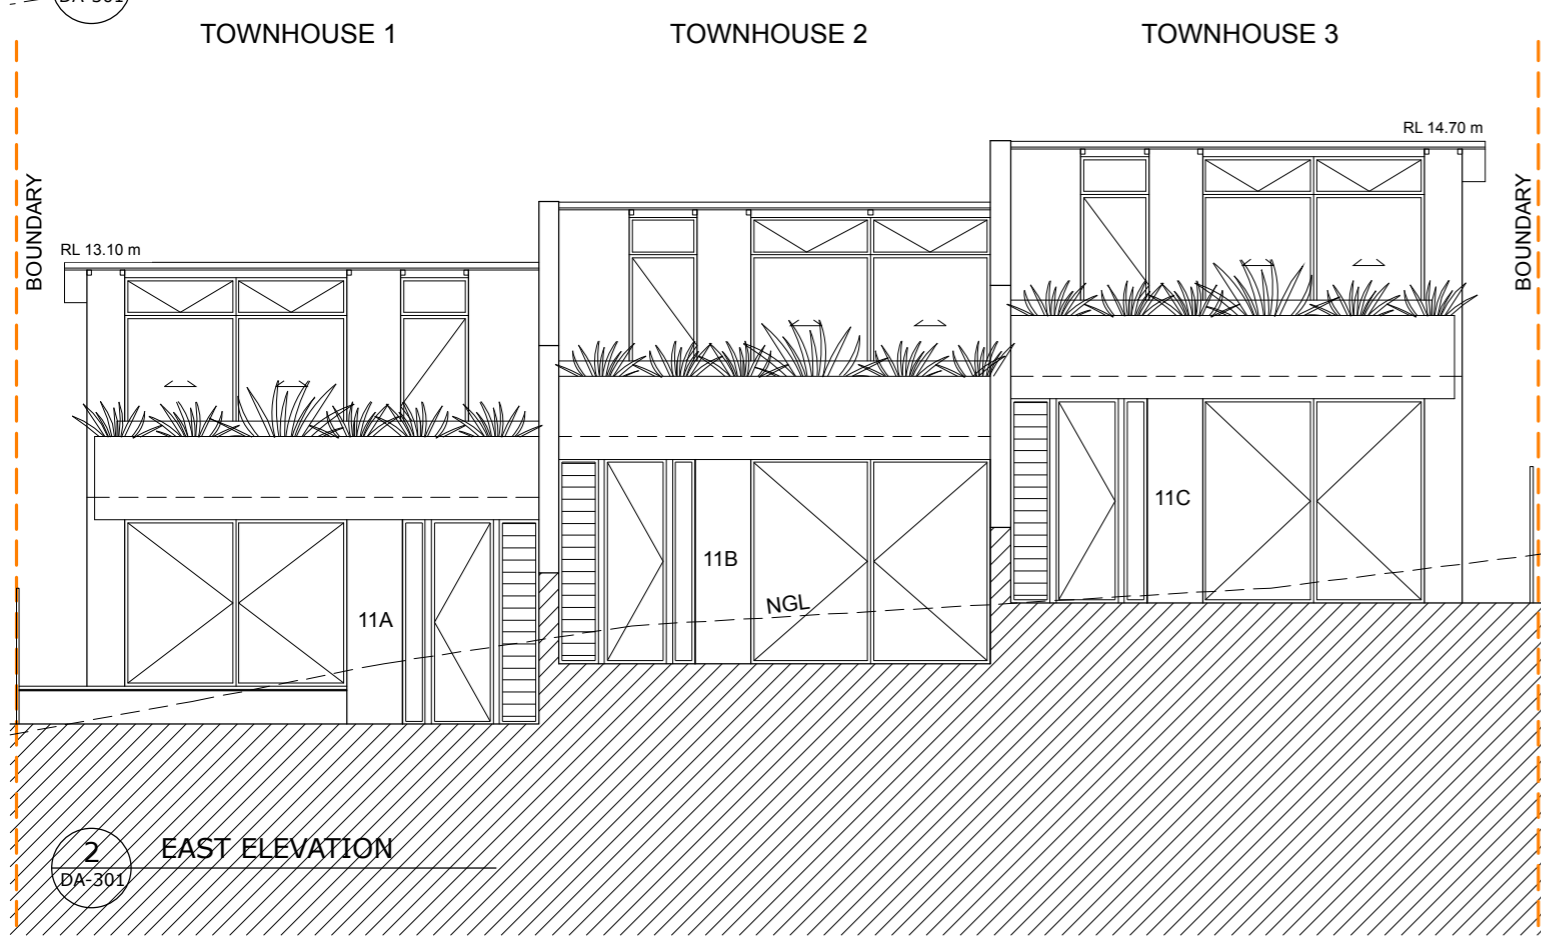 DA-301
TOWNHOUSE 1
TOWNHOUSE 2
TOWNHOUSE 3
RL 14.70 m
BOUNDARY
BOUNDARY
RL 13.10 m
11C
11B
NGL
11A
2
EAST ELEVATION
DA-301